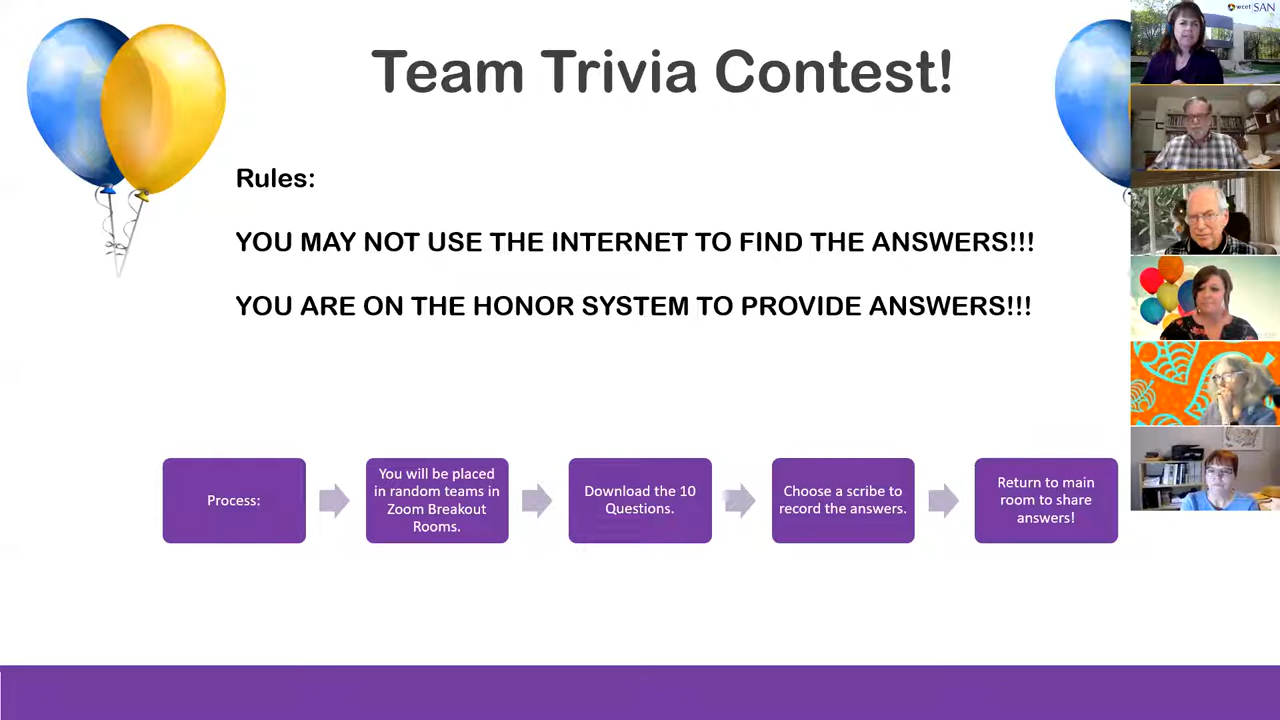 wcet SAN
Team Trivia Contest!
Rules:
YOU MAY NOT USE THE INTERNET TO FIND THE ANSWERS!!!
YOU ARE ON THE HONOR SYSTEM TO PROVIDE ANSWERS!!!
Process:
You will be placed
in random teams in
Zoom Breakout
Rooms.
Download the 10
Questions.
Choose a scribe to
record the answers.
Return to main
room to share
answers!